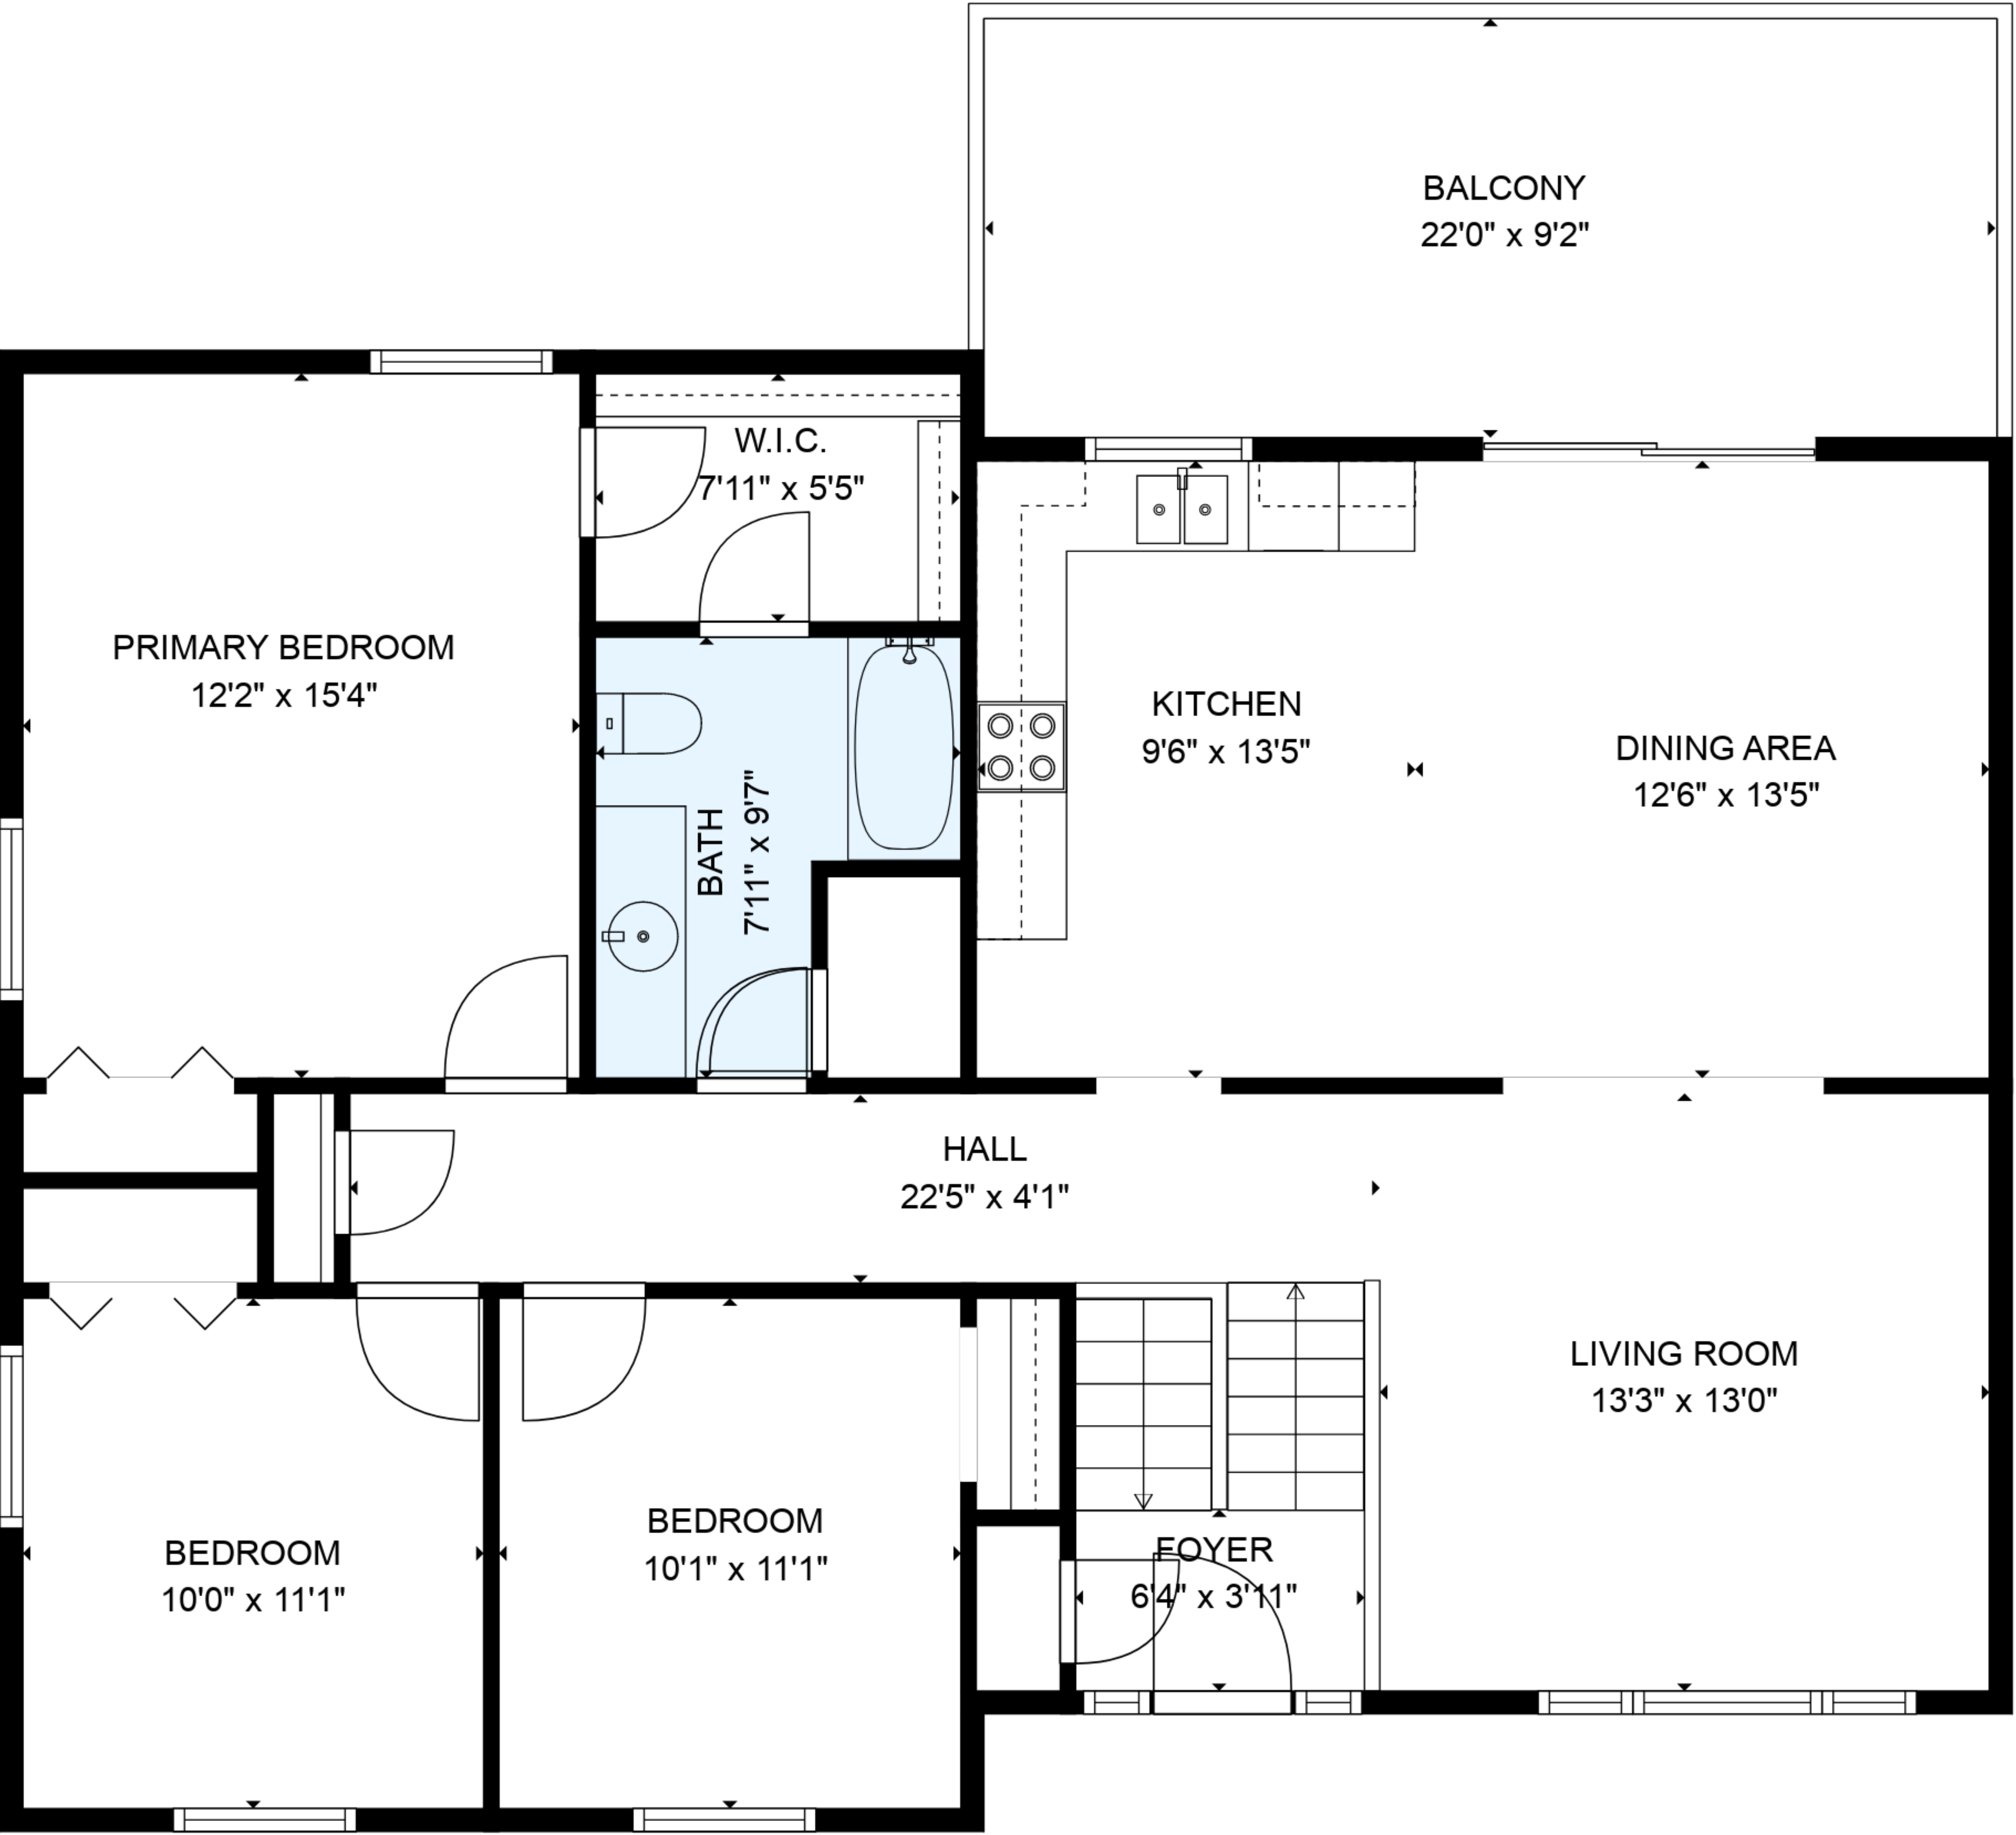 BALCONY
22'0" x 9'2"
W.I.C.
7'11" x 5'5"
PRIMARY BEDROOM
12'2" x 15'4"
KITCHEN
9'6" x 13'5"
DINING AREA
12'6" x 13'5"
BATH
7'11" x 9'7"
HALL
22'5" x 4'1"
LIVING ROOM
13'3" x 13'0"
BEDROOM
10'0" x 11'1"
BEDROOM
10'1" x 11'1"
FOYER
6'4" x 3'11"